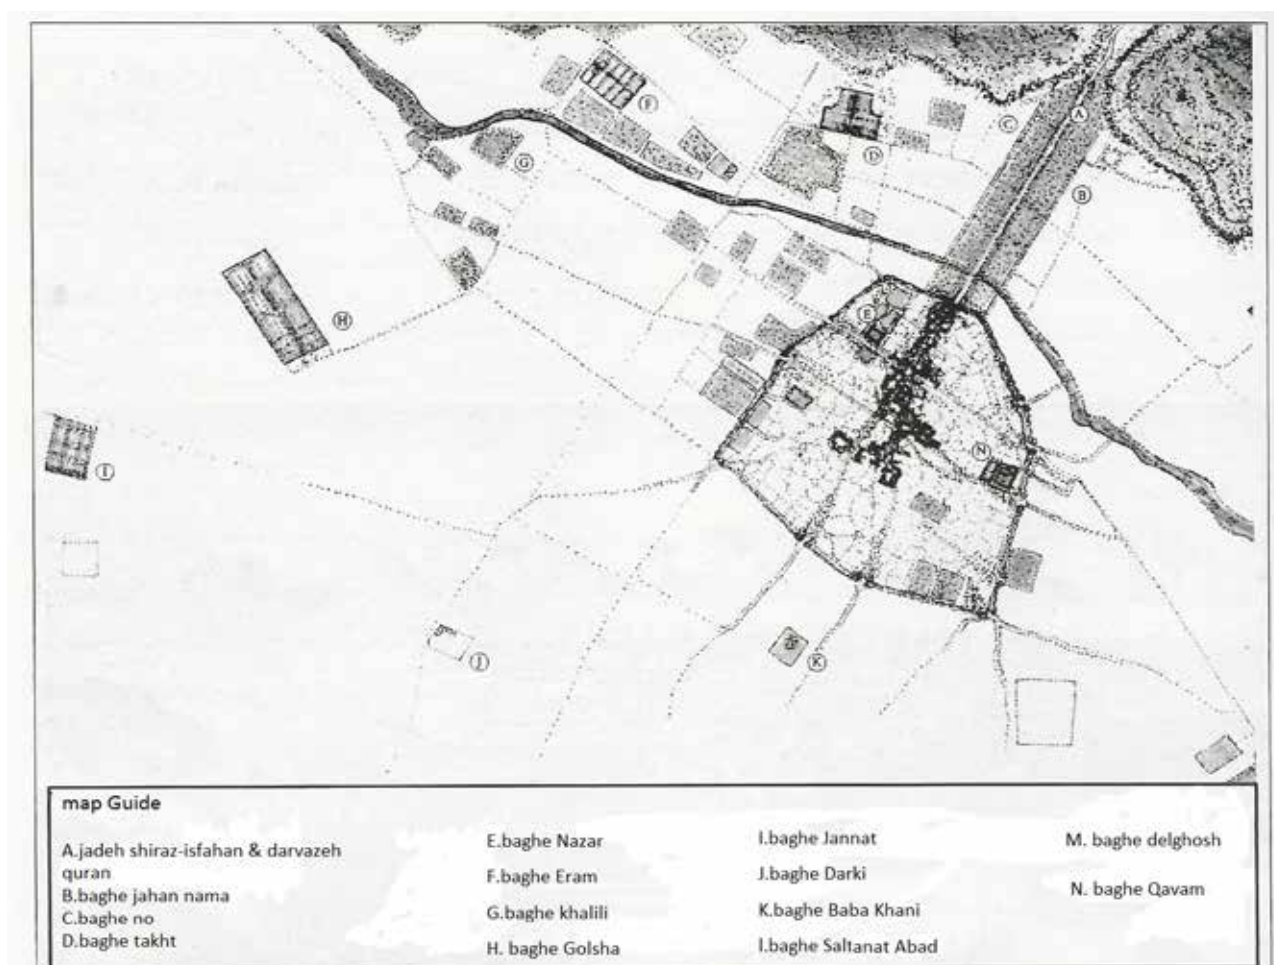 F
A
C
G
D
B
E
H
N
I
J
K
map Guide
A.jadeh shiraz-isfahan & darvazeh
quran
B.baghe jahan nama
C.baghe no
D.baghe takht
E.baghe Nazar
F.baghe Eram
G.baghe khalili
H. baghe Golsha
I.baghe Jannat
J.baghe Darki
K.baghe Baba Khani
l.baghe Saltanat Abad
M. baghe delghosh
N. baghe Qavam